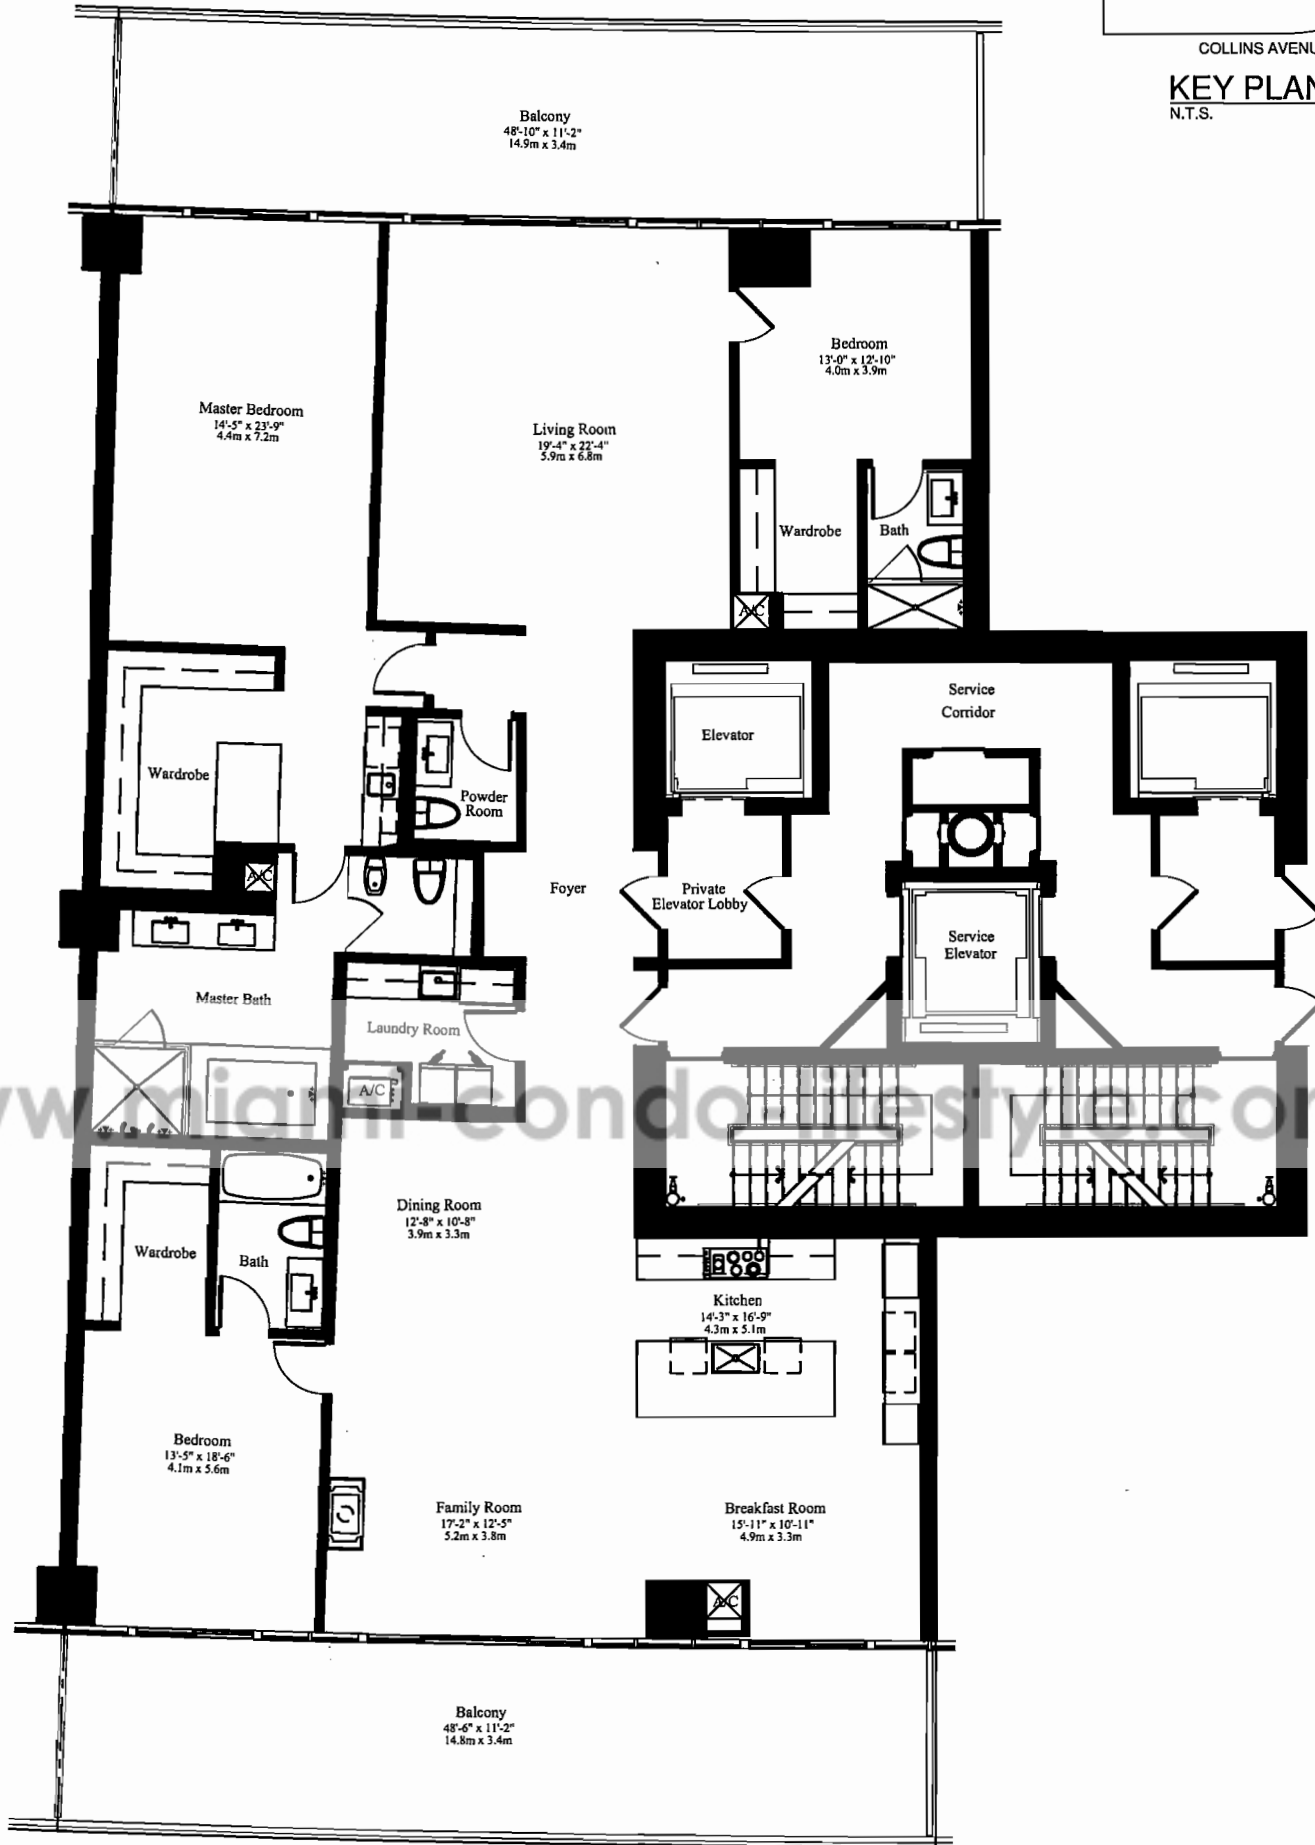 COLLINS AVENU
KEY PLAN
N.T.S.
Balcony
48'-10" x 11'-2"
14.9m x 3.4m
Bedroom
13'-0" x 12'-10"
4.0m x 3.9m
Master Bedroom
14'-5" x 23'-9"
4.4m x 7.2m
Living Room
19'-4" x 22'-4"
5.9m x 6.8m
Wardrobe
Bath
A/C
Service
Corridor
Elevator
Wardrobe
Powder
Room
A/C
Foyer
Private
Elevator Lobby
Service
Elevator
Master Bath
Laundry Room
A/C
www.miami-condo-lifestyle.com
Dining Room
12'-8" x 10'-8"
3.9m x 3.3m
Wardrobe
Bath
Kitchen
14'-3" x 16'-9"
4.3m x 5.1m
Bedroom
13'-5" x 18'-6"
4.1m x 5.6m
Family Room
17'-2" x 12'-5"
5.2m x 3.8m
Breakfast Room
15'-11" x 10'-11"
4.9m x 3.3m
A/C
Balcony
48'-6" x 11'-2"
14.8m x 3.4m